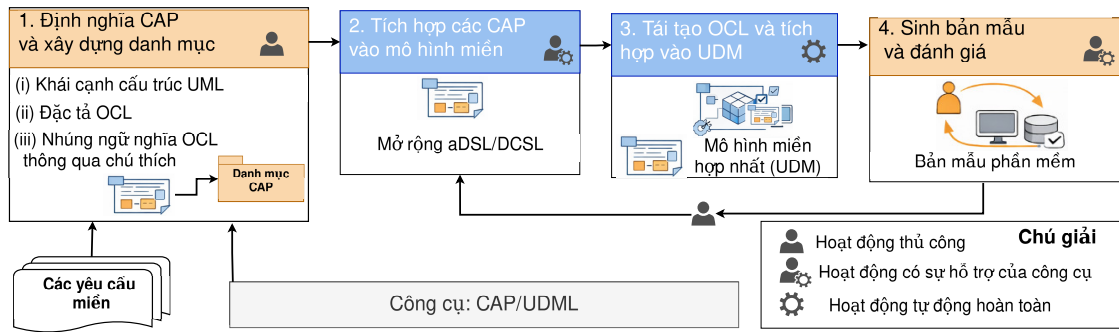 1. Định nghĩa CAP
và xây dựng danh mục
(i) Khái cạnh cấu trúc UML
(ii) Đặc tả OCL
(iii) Nhúng ngữ nghĩa OCL
thông qua chú thích
Danh mục
CAP
2. Tích hợp các CAP
vào mô hình miền
Mở rộng aDSL/DCSL
3. Tái tạo OCL và tích
hợp vào UDM
Mô hình miền
hợp nhất (UDM)
4. Sinh bản mẫu
và đánh giá
Bản mẫu phần mềm
Các yêu cầu
miền
Công cụ: CAP/UDML
Chú giải
Hoạt động thủ công
Hoạt động có sự hỗ trợ của công cụ
Hoạt động tự động hoàn toàn